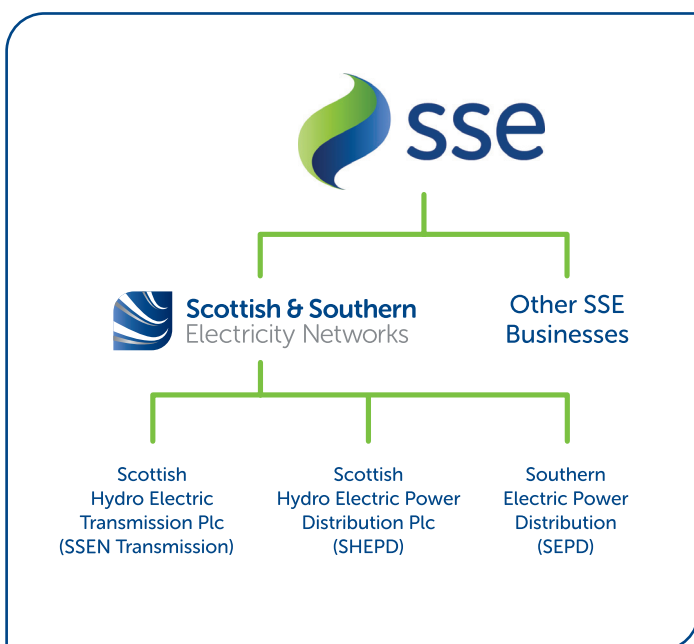 sse
Scottish & Southern
Electricity Networks
Other SSE
Businesses
Scottish
Hydro Electric
Transmission Plc
(SSEN Transmission)
Scottish
Hydro Electric Power
Distribution Plc
(SHEPD)
Southern
Electric Power
Distribution
(SEPD)